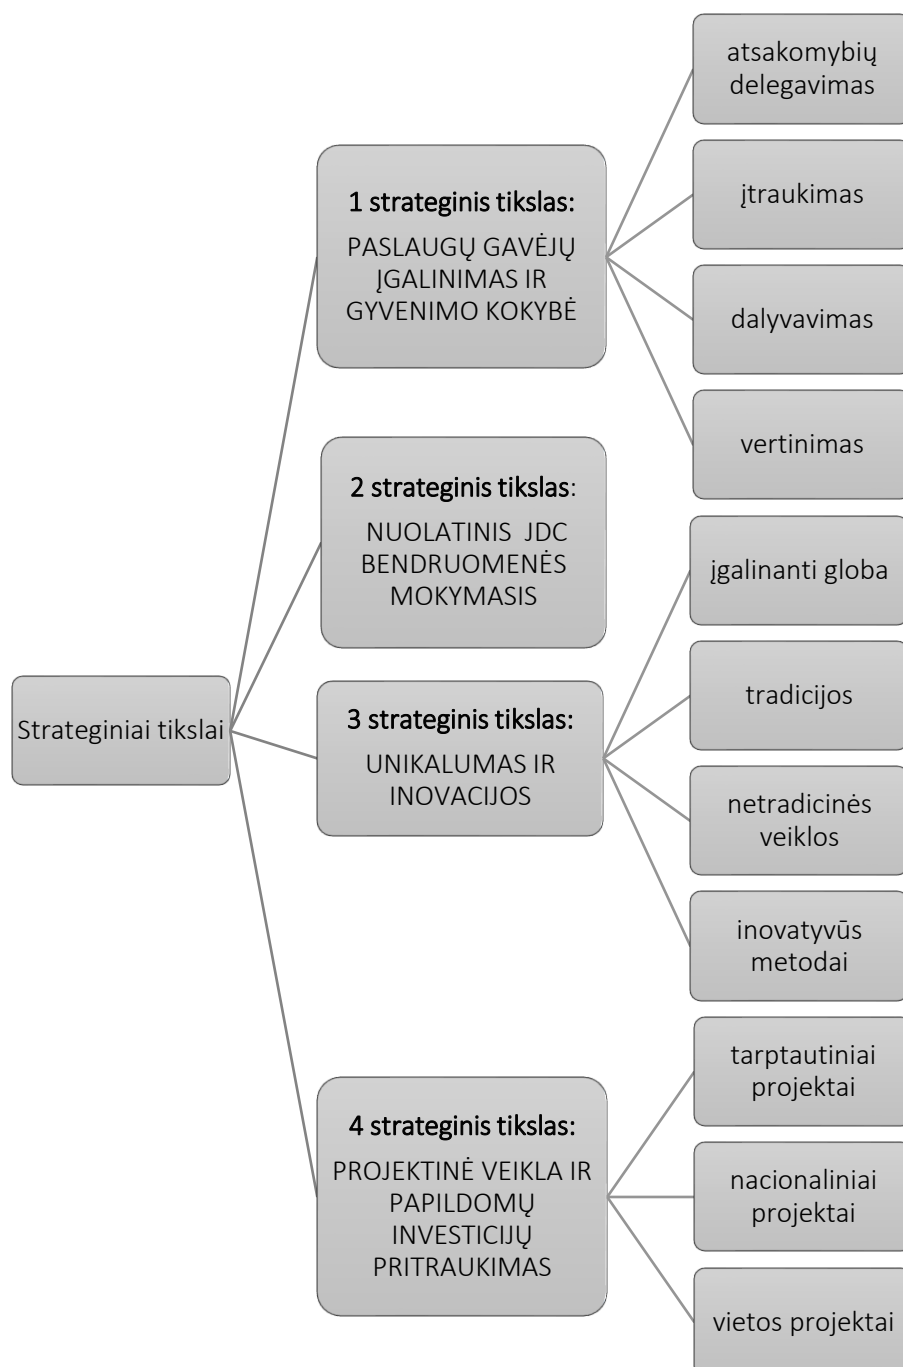 Strateginiai tikslai
1 strateginis tikslas:
PASLAUGŲ GAVĖJŲ
ĮGALINIMAS IR
GYVENIMO KOKYBĖ
atsakomybių
delegavimas
įtraukimas
dalyvavimas
vertinimas
2 strateginis tikslas:
NUOLATINIS JDC
BENDRUOMENĖS
MOKYMASIS
3 strateginis tikslas:
UNIKALUMAS IR
INOVACIJOS
įgalinanti globa
tradicijos
netradicinės
veiklos
inovatyvūs
metodai
4 strateginis tikslas:
PROJEKTINĖ VEIKLA IR
PAPILDOMŲ
INVESTICIJŲ
PRITRAUKIMAS
tarptautiniai
projektai
nacionaliniai
projektai
vietos projektai